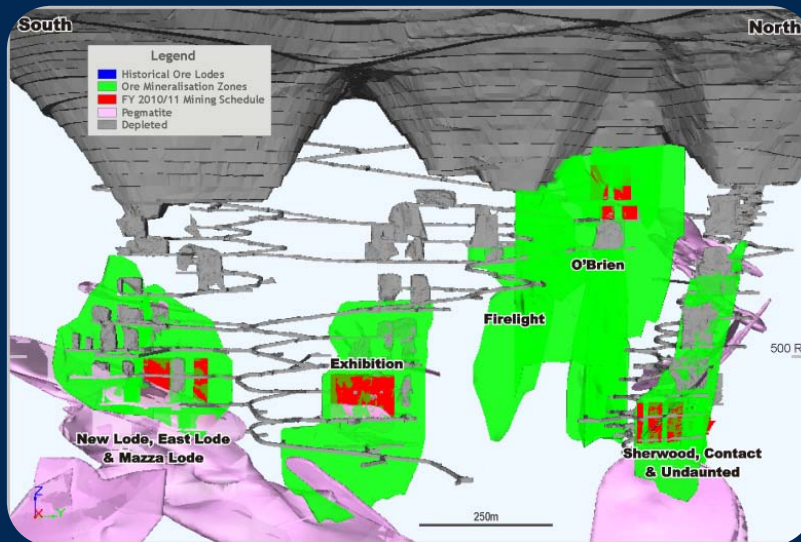 South
North
Legend
Historical Ore Lodes
Ore Mineralisation Zones
FY 2010/11 Mining Schedule
Pegmatite
Depleted
O'Brien
Firelight
500 R
Exhibition
New Lode, East Lode
& Mazza Lode
Sherwood, Contact
& Undaunted
Z
X
Y
250m